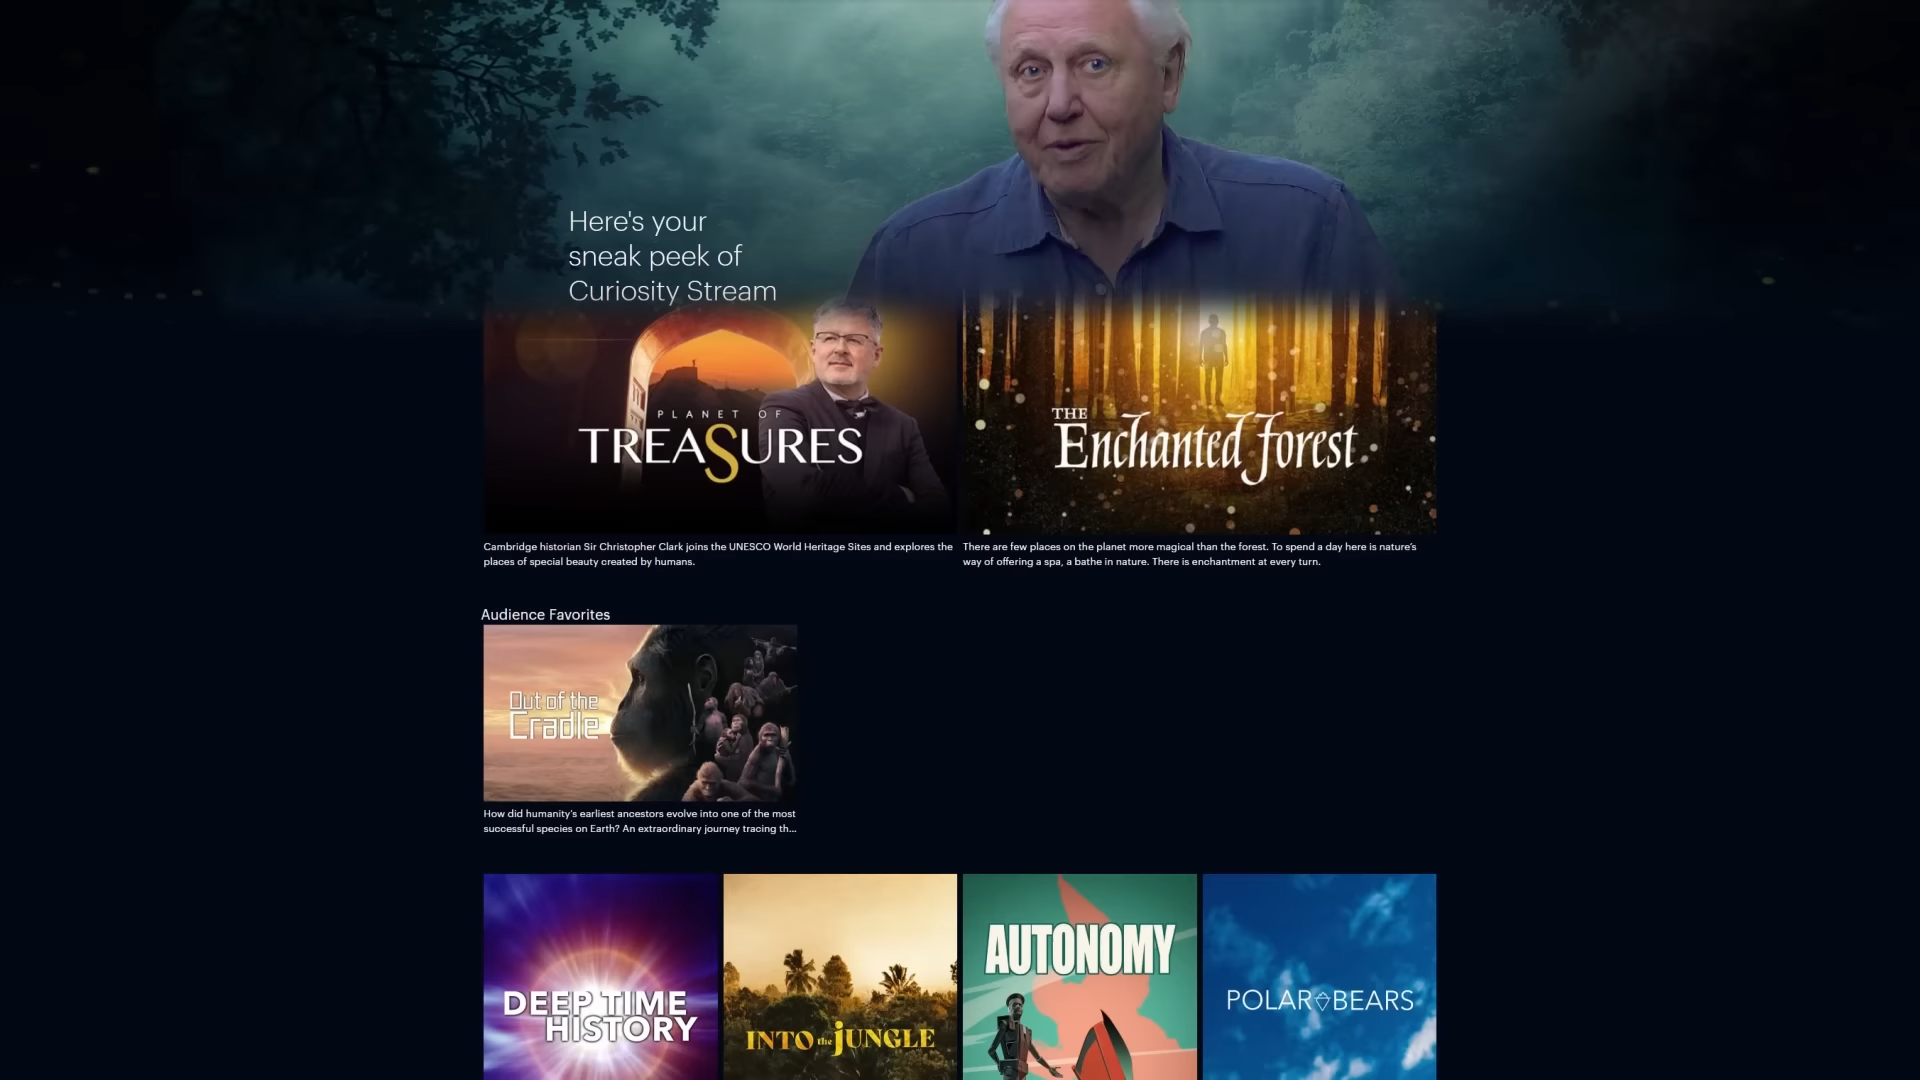 Here's your
sneak peek of
Curiosity Stream
PLANET OF
TREASURES
THE
Enchanted Forest
Cambridge historian Sir Christopher Clark joins the UNESCO World Heritage Sites and explores the
places of special beauty created by humans.
There are few places on the planet more magical than the forest. To spend a day here is nature's
way of offering a spa, a bathe in nature. There is enchantment at every turn.
Audience Favorites
Out of the
Cradle
How did humanity's earliest ancestors evolve into one of the most
successful species on Earth? An extraordinary journey tracing th...
DEEP TIME
HISTORY
INTO the JUNGLE
AUTONOMY
POLAR BEARS